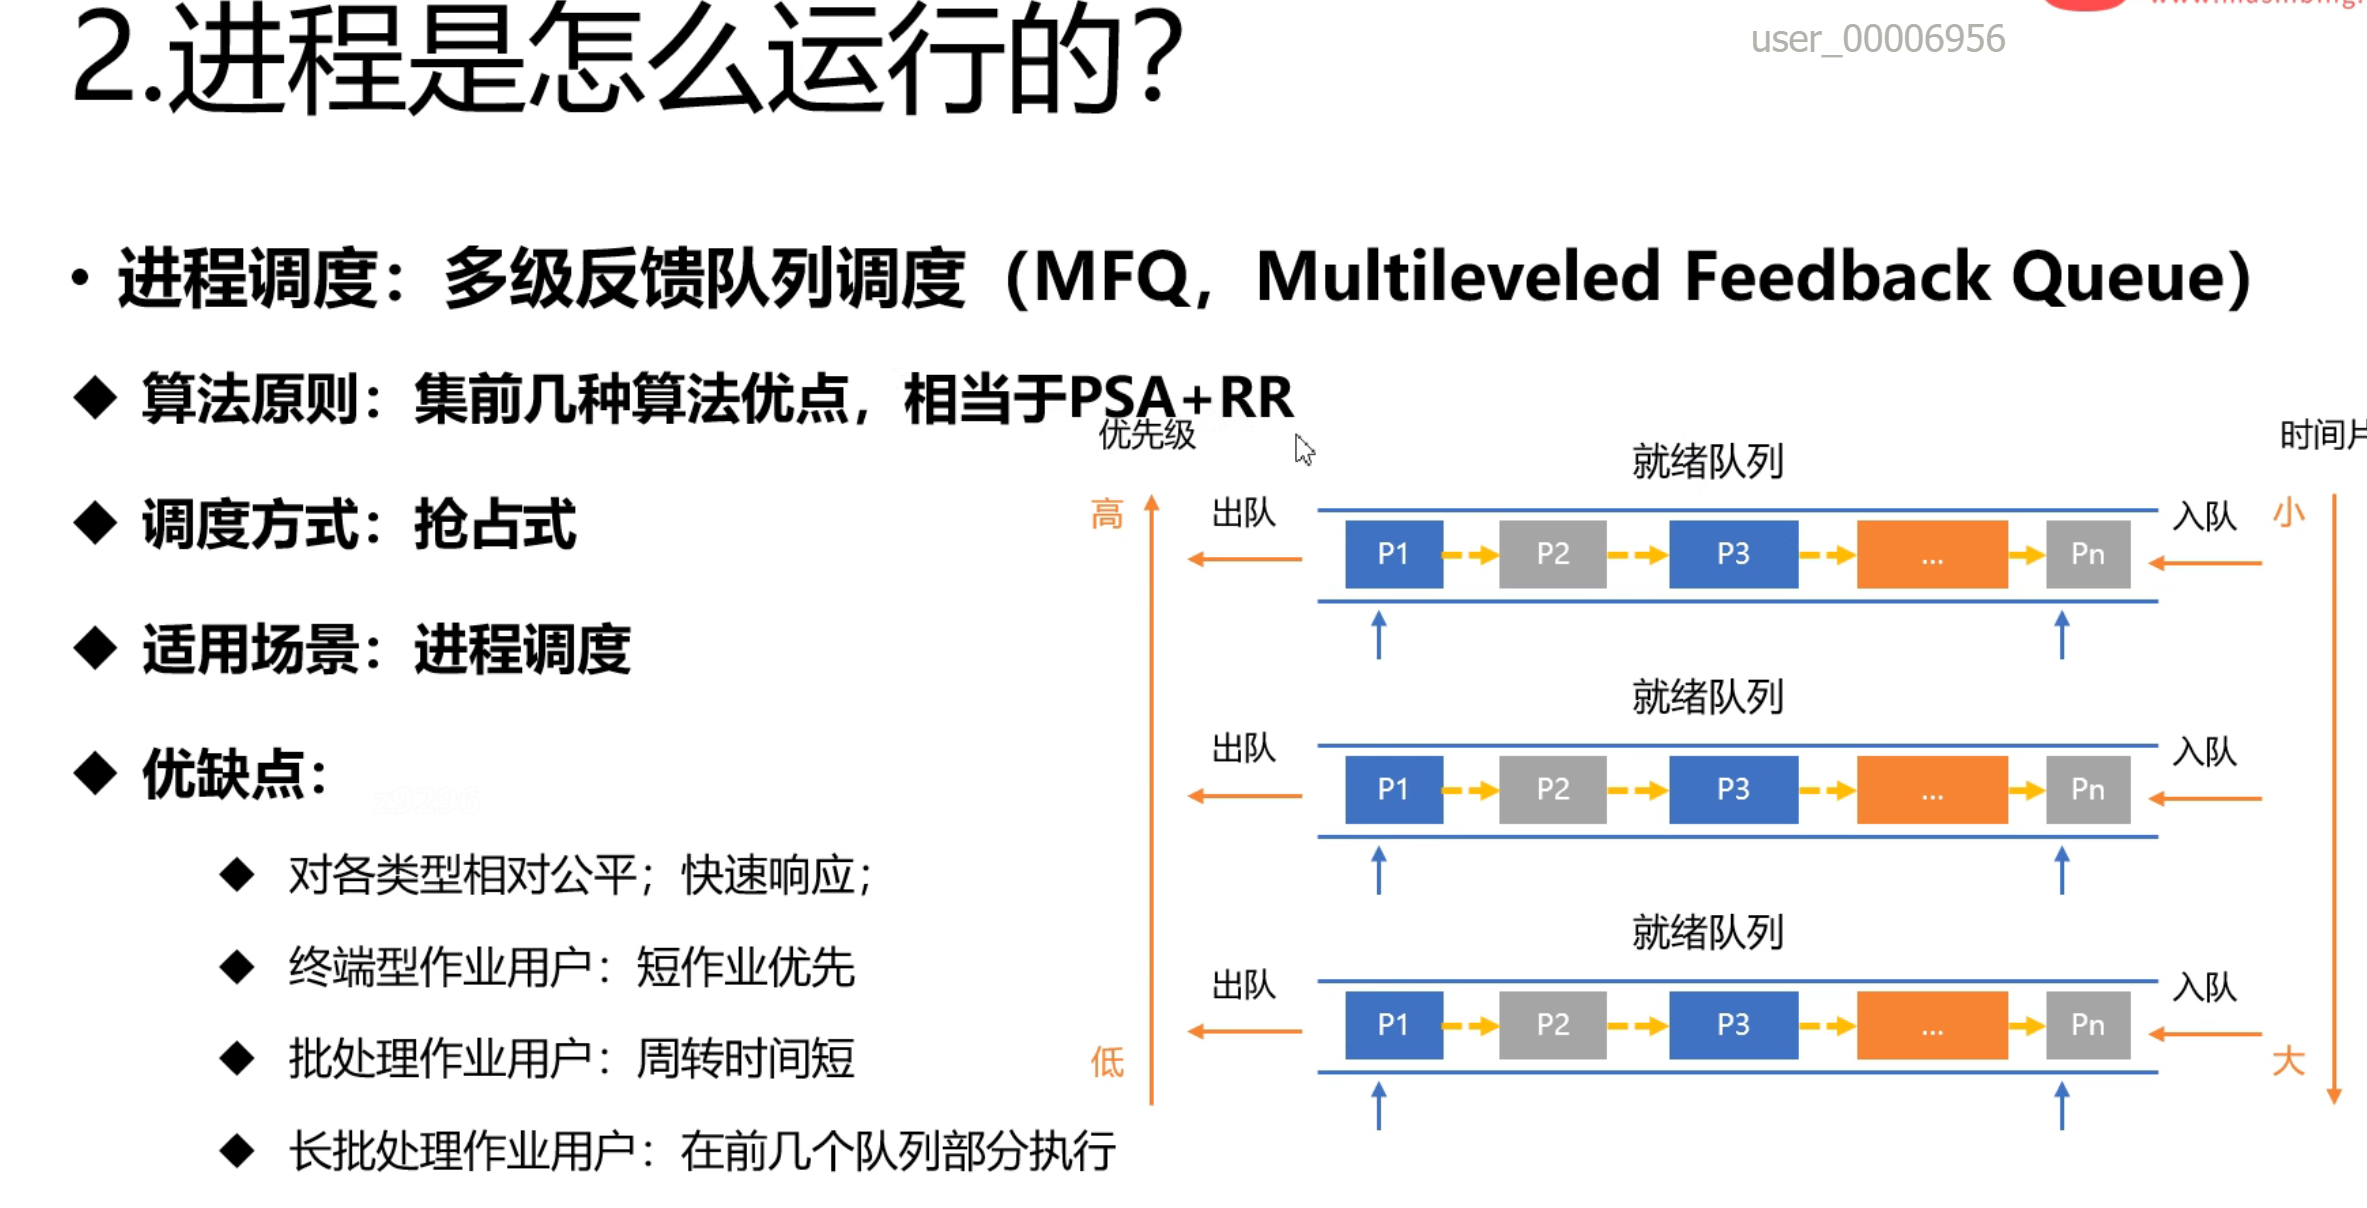 2.进程是怎么运行的？
user_00006956
• 进程调度：多级反馈队列调度（MFQ，Multileveled Feedback Queue）
◆ 算法原则：集前几种算法优点，相当于PSA+RR
◆ 调度方式：抢占式
◆ 适用场景：进程调度
◆ 优缺点：
z9296
◆ 对各类型相对公平；快速响应；
◆ 终端型作业用户：短作业优先
◆ 批处理作业用户：周转时间短
◆ 长批处理作业用户：在前几个队列部分执行
优先级
时间片
高
出队
就绪队列
P1 P2 P3 ... Pn
入队
小
出队
就绪队列
P1 P2 P3 ... Pn
入队
低
出队
就绪队列
P1 P2 P3 ... Pn
入队
大